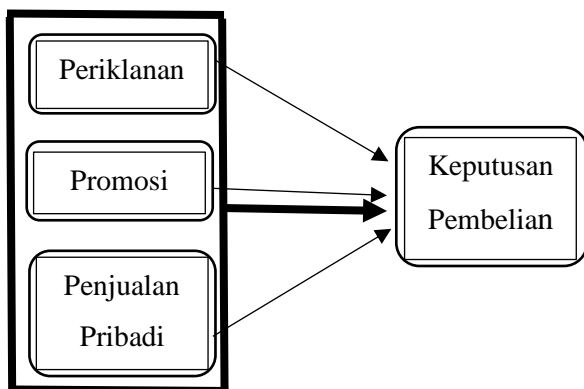 Periklanan
Promosi
Penjualan
Pribadi
Keputusan
Pembelian